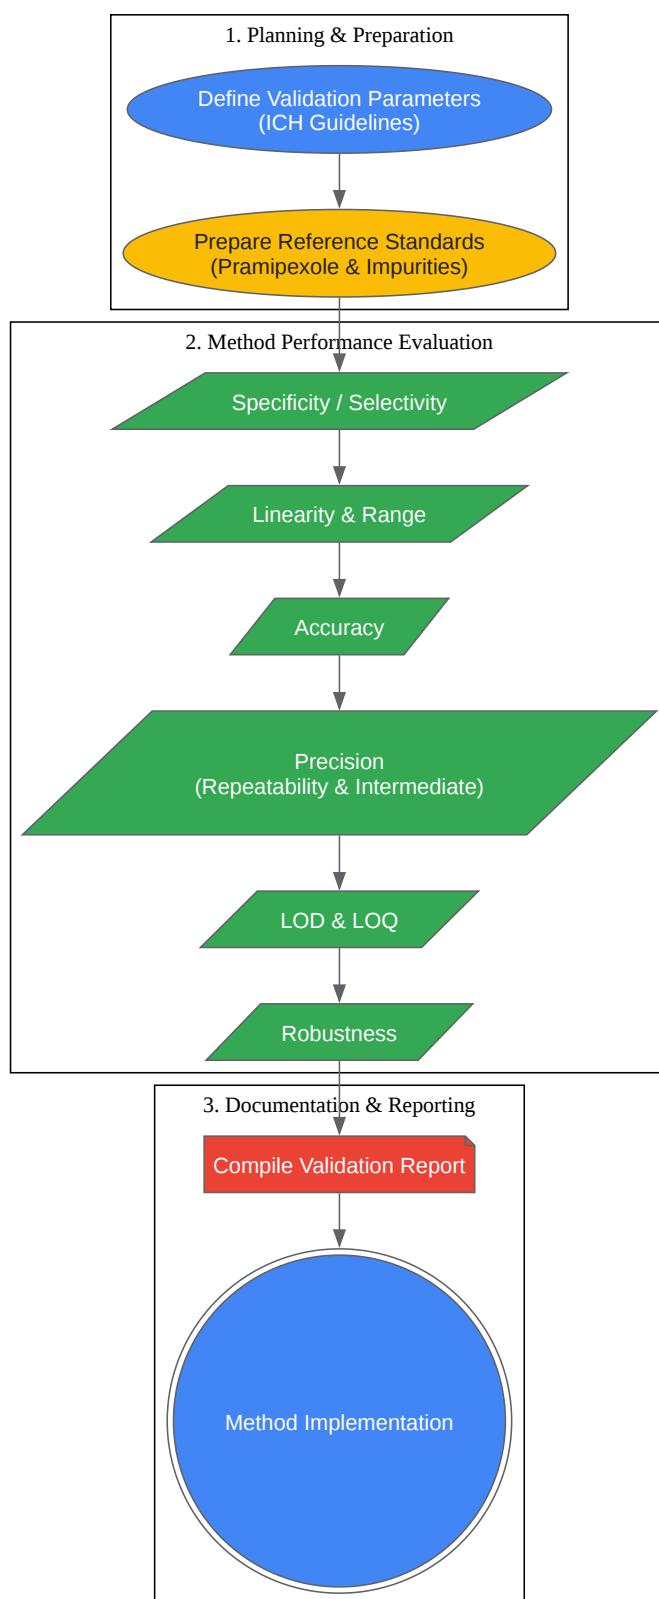 1. Planning & Preparation
Define Validation Parameters
(ICH Guidelines)
Prepare Reference Standards
(Pramipexole & Impurities)
2. Method Performance Evaluation
Specificity / Selectivity
Linearity & Range
Accuracy
Precision
(Repeatability & Intermediate)
LOD & LOQ
Robustness
3. Documentation & Reporting
Compile Validation Report
Method Implementation